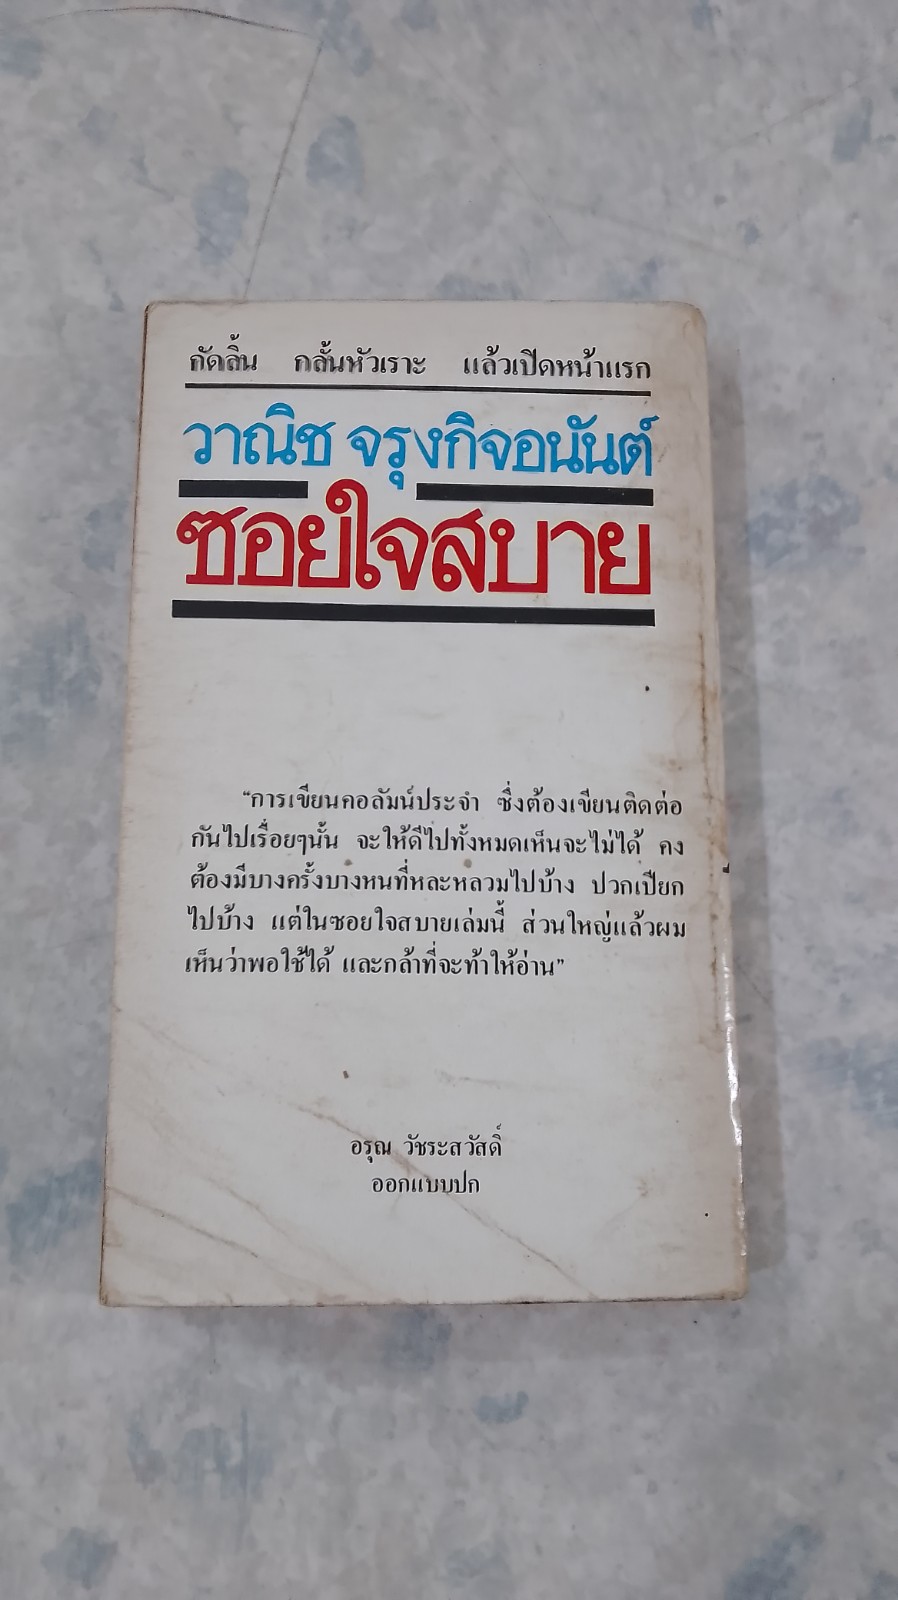 กัดลิ้น กลั้นหัวเราะ แล้วเปิดหน้าแรก
วาณิช จรุงกิจอนันต์
ซอยใจสบาย
“การเขียนคอลัมน์ประจำ ซึ่งต้องเขียนติดต่อ
กันไปเรื่อยๆนั้น จะให้ดีไปทั้งหมดเห็นจะไม่ได้ คง
ต้องมีบางครั้งบางหนที่หละหลวมไปบ้าง ปวกเปียก
ไปบ้าง แต่ในซอยใจสบายเล่มนี้ ส่วนใหญ่แล้วผม
เห็นว่าพอใช้ได้ และกล้าที่จะท้าให้อ่าน”
อรุณ วัชระสวัสดิ์
ออกแบบปก